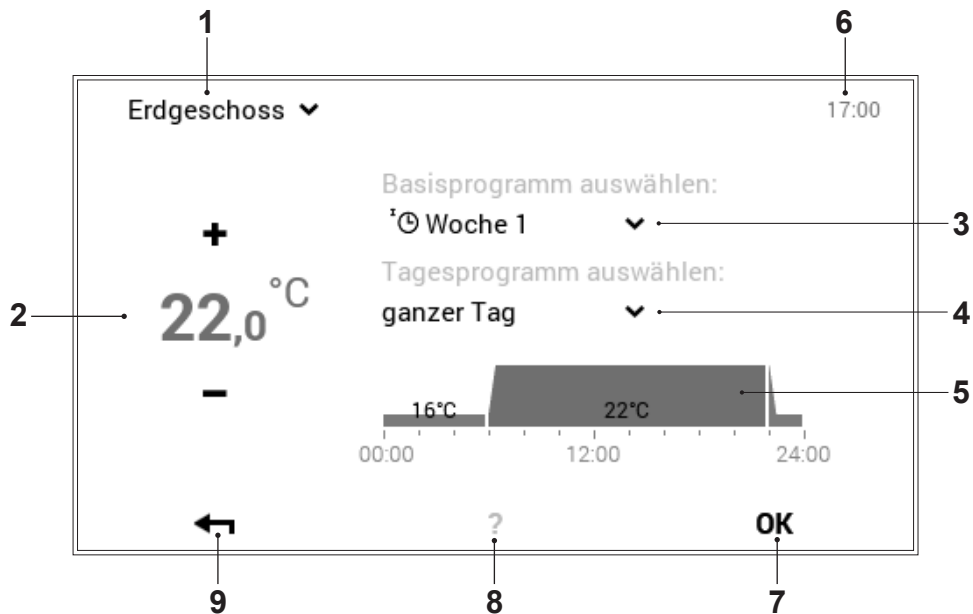 1 6
Erdgeschoss 17:00
Basisprogramm auswählen:
Woche 1 3
+
Tagesprogramm auswählen:
2 22,0 °C ganzer Tag 4
−
16°C 22°C 5
00:00 12:00 24:00
? OK
9 8 7